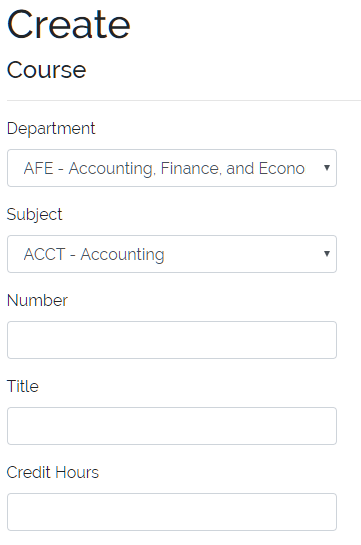 Create
Course
Department
AFE - Accounting, Finance, and Econo
Subject
ACCT - Accounting
Number
Title
Credit Hours